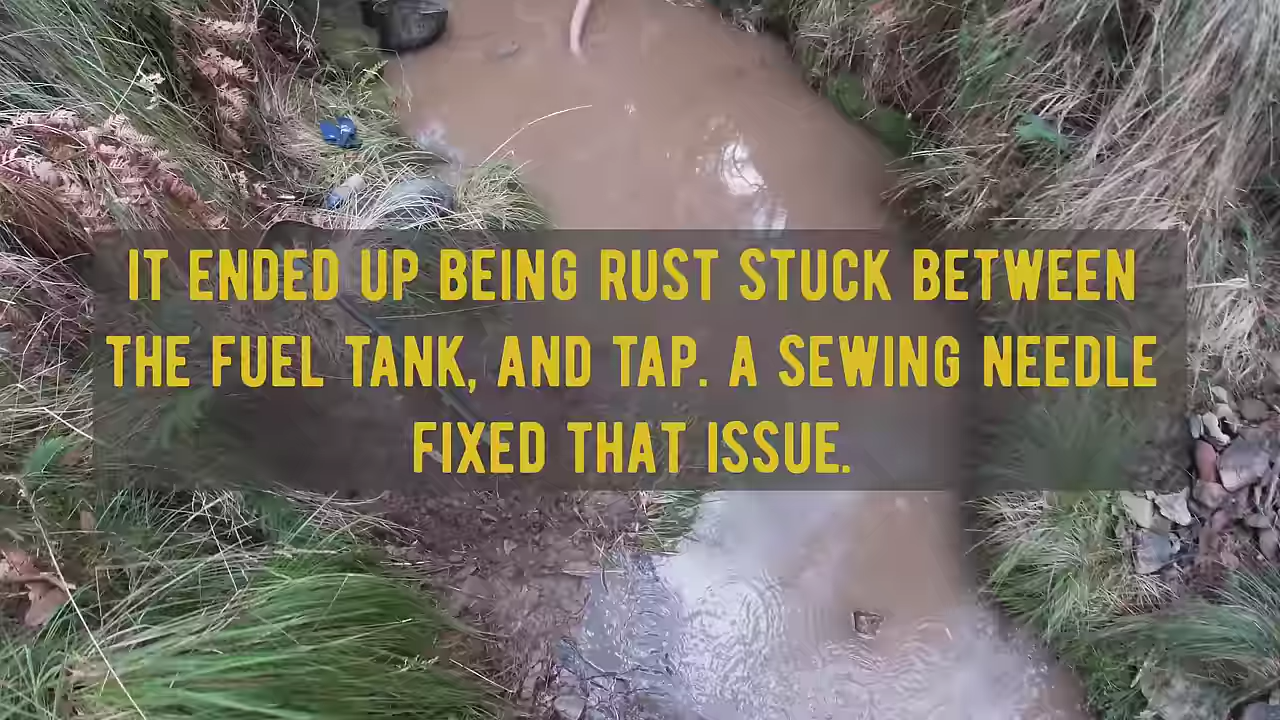 IT ENDED UP BEING RUST STUCK BETWEEN
THE FUEL TANK, AND TAP. A SEWING NEEDLE
FIXED THAT ISSUE.